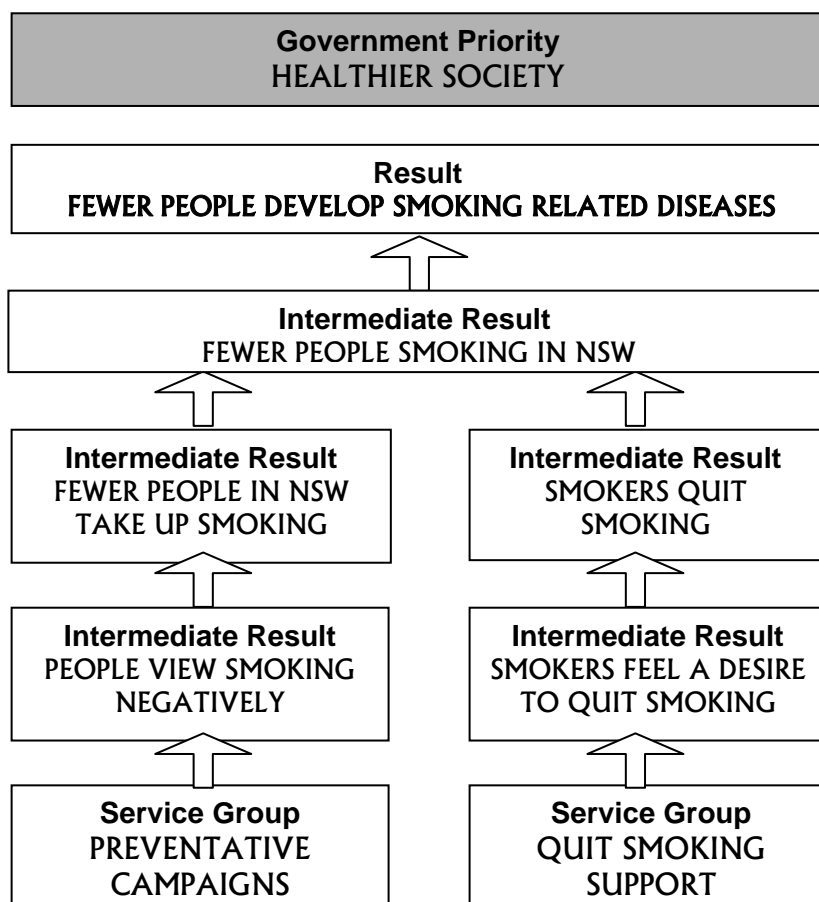 Government Priority
HEALTHIER SOCIETY
Result
FEWER PEOPLE DEVELOP SMOKING RELATED DISEASES
Intermediate Result
FEWER PEOPLE SMOKING IN NSW
Intermediate Result
FEWER PEOPLE IN NSW
TAKE UP SMOKING
Intermediate Result
SMOKERS QUIT
SMOKING
Intermediate Result
PEOPLE VIEW SMOKING
NEGATIVELY
Intermediate Result
SMOKERS FEEL A DESIRE
TO QUIT SMOKING
Service Group
PREVENTATIVE
CAMPAIGNS
Service Group
QUIT SMOKING
SUPPORT